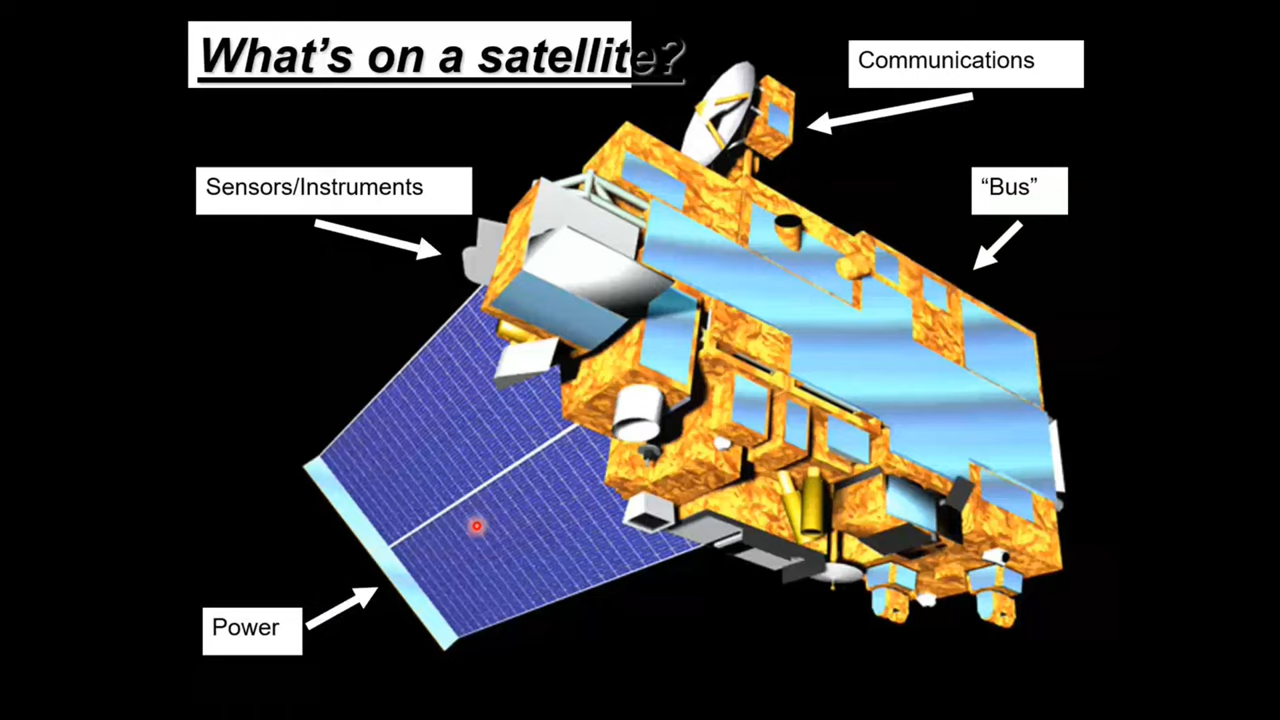 What’s on a satellite?
Communications
Sensors/Instruments
“Bus”
Power